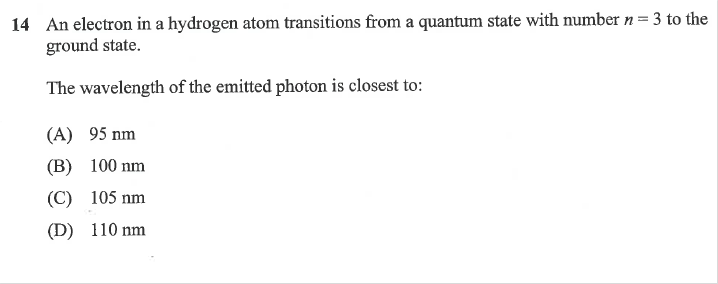 14 An electron in a hydrogen atom transitions from a quantum state with number n = 3 to the
ground state.
The wavelength of the emitted photon is closest to:
(A) 95 nm
(B) 100 nm
(C) 105 nm
(D) 110 nm